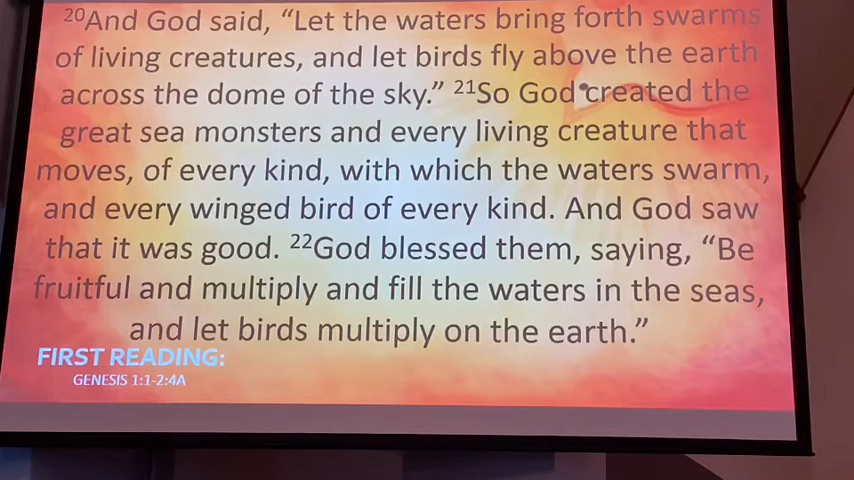 ²⁰And God said, “Let the waters bring forth swarms
of living creatures, and let birds fly above the earth
across the dome of the sky.” ²¹So God created the
great sea monsters and every living creature that
moves, of every kind, with which the waters swarm,
and every winged bird of every kind. And God saw
that it was good. ²²God blessed them, saying, “Be
fruitful and multiply and fill the waters in the seas,
and let birds multiply on the earth.”
FIRST READING:
GENESIS 1:1-2:4A